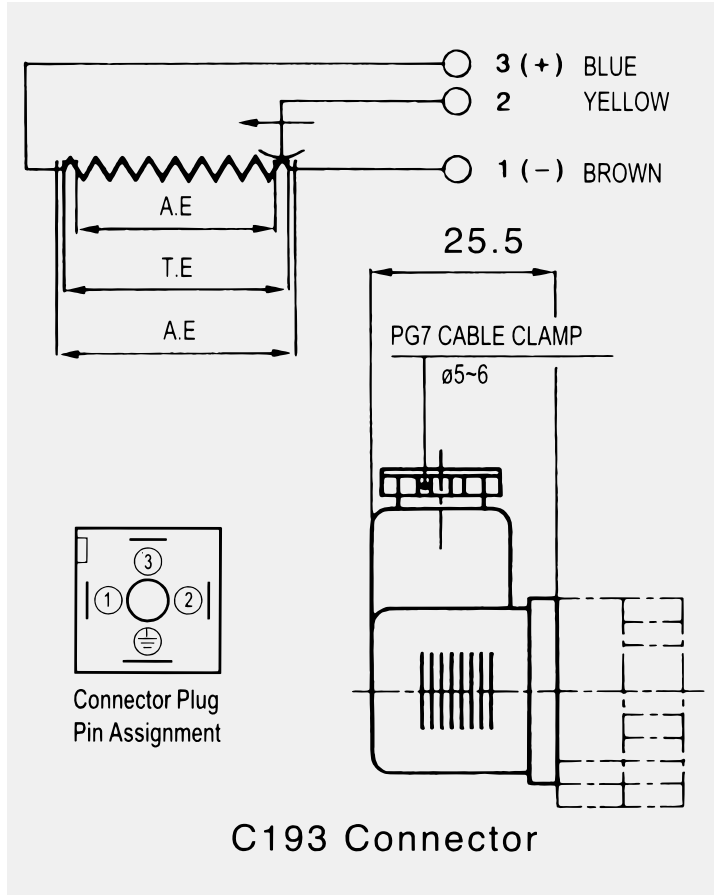 3 (+) BLUE
2 YELLOW
1 (-) BROWN
A.E
T.E
A.E
25.5
PG7 CABLE CLAMP
ø5~6
3
1 2
Connector Plug
Pin Assignment
C193 Connector